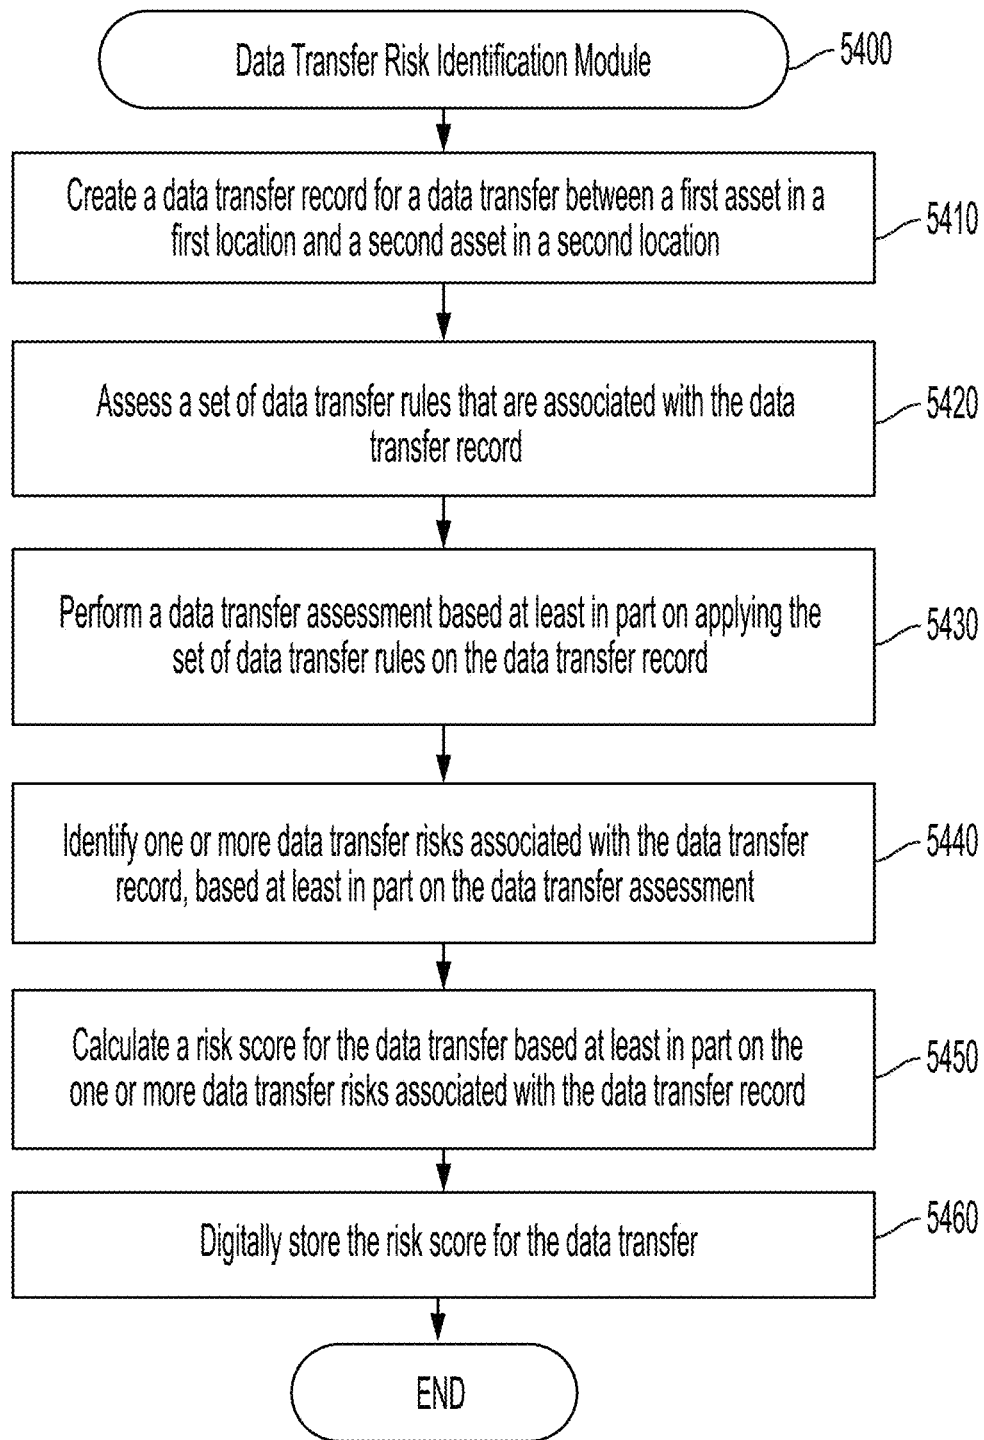 Data Transfer Risk Identification Module
5400
Create a data transfer record for a data transfer between a first asset in a
first location and a second asset in a second location
5410
Assess a set of data transfer rules that are associated with the data
transfer record
5420
Perform a data transfer assessment based at least in part on applying the
set of data transfer rules on the data transfer record
5430
Identify one or more data transfer risks associated with the data transfer
record, based at least in part on the data transfer assessment
5440
Calculate a risk score for the data transfer based at least in part on the
one or more data transfer risks associated with the data transfer record
5450
Digitally store the risk score for the data transfer
5460
END